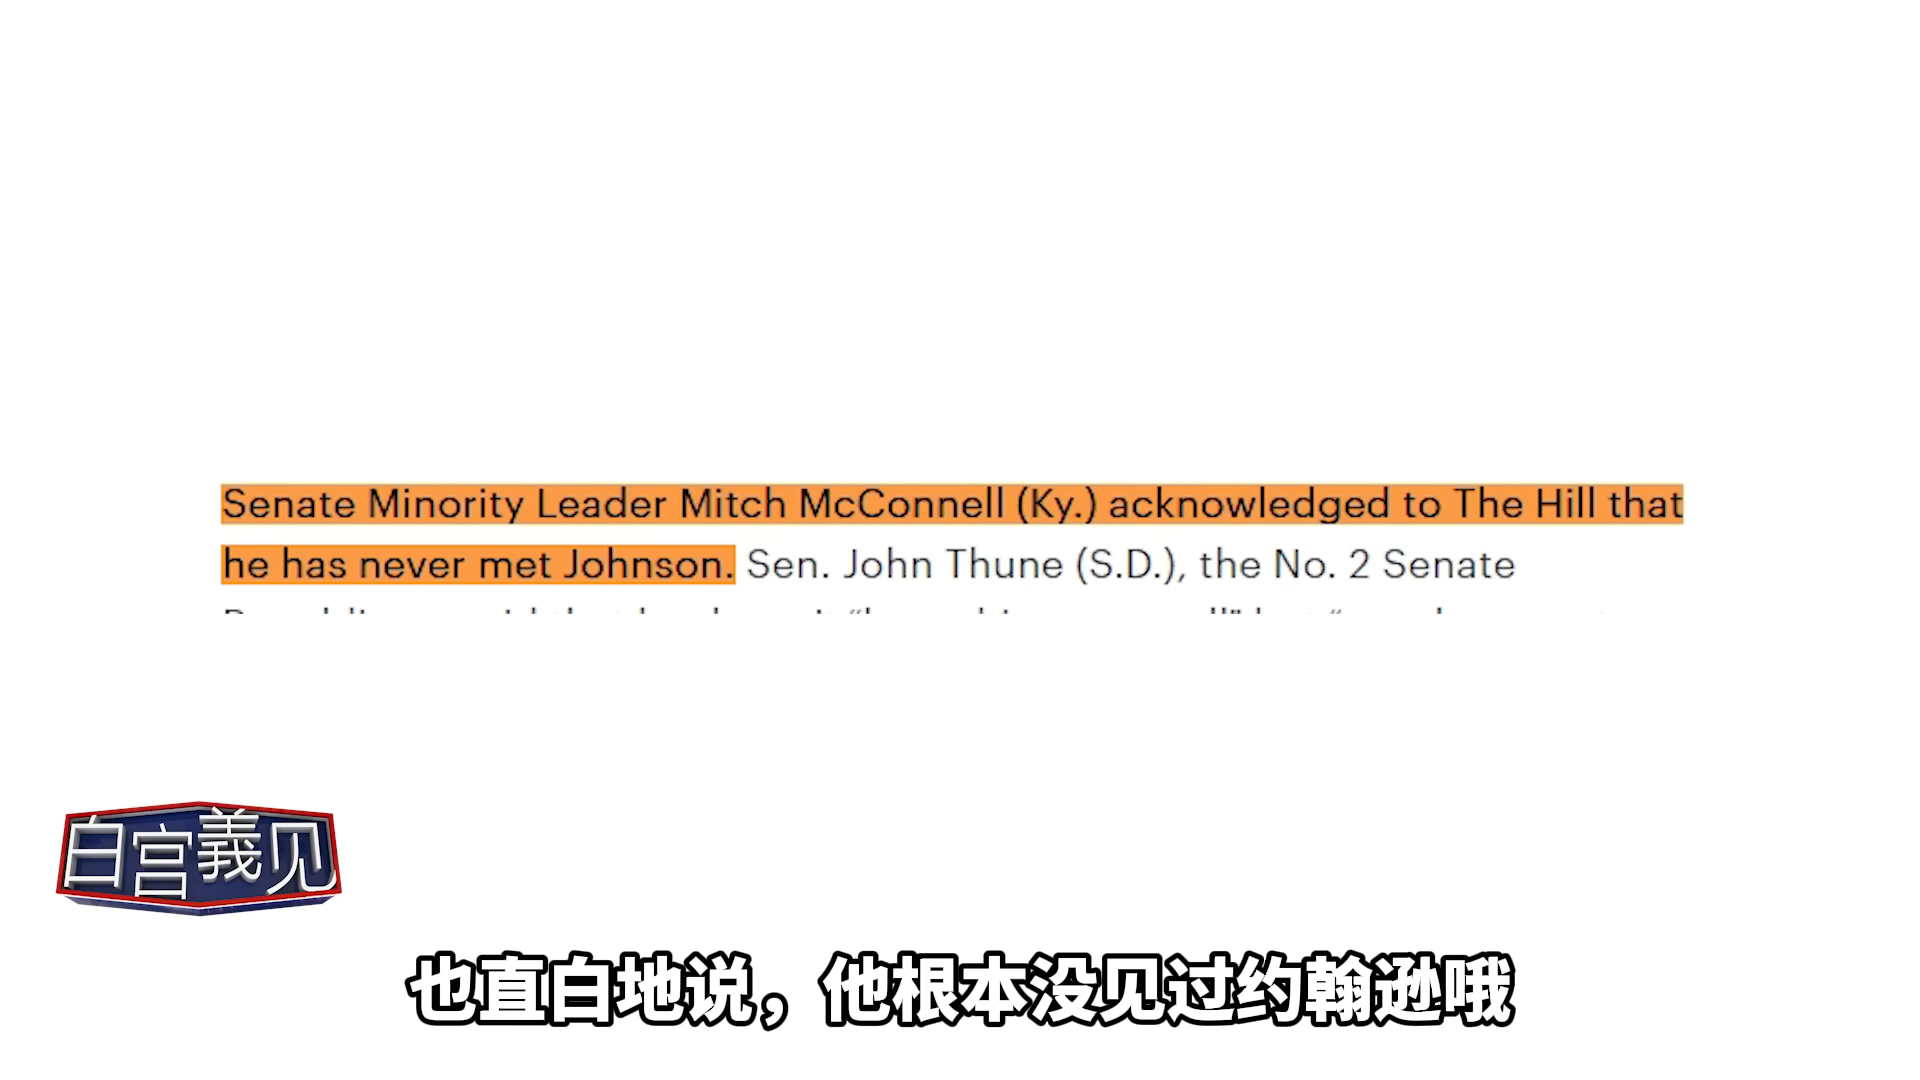 Senate Minority Leader Mitch McConnell (Ky.) acknowledged to The Hill that
he has never met Johnson. Sen. John Thune (S.D.), the No. 2 Senate
白宫義见
也直白地说，他根本没见过约翰逊哦